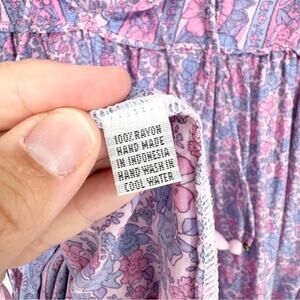 100% RAYON
HAND MADE
IN INDONESIA
HAND WASH IN
COOL WATER